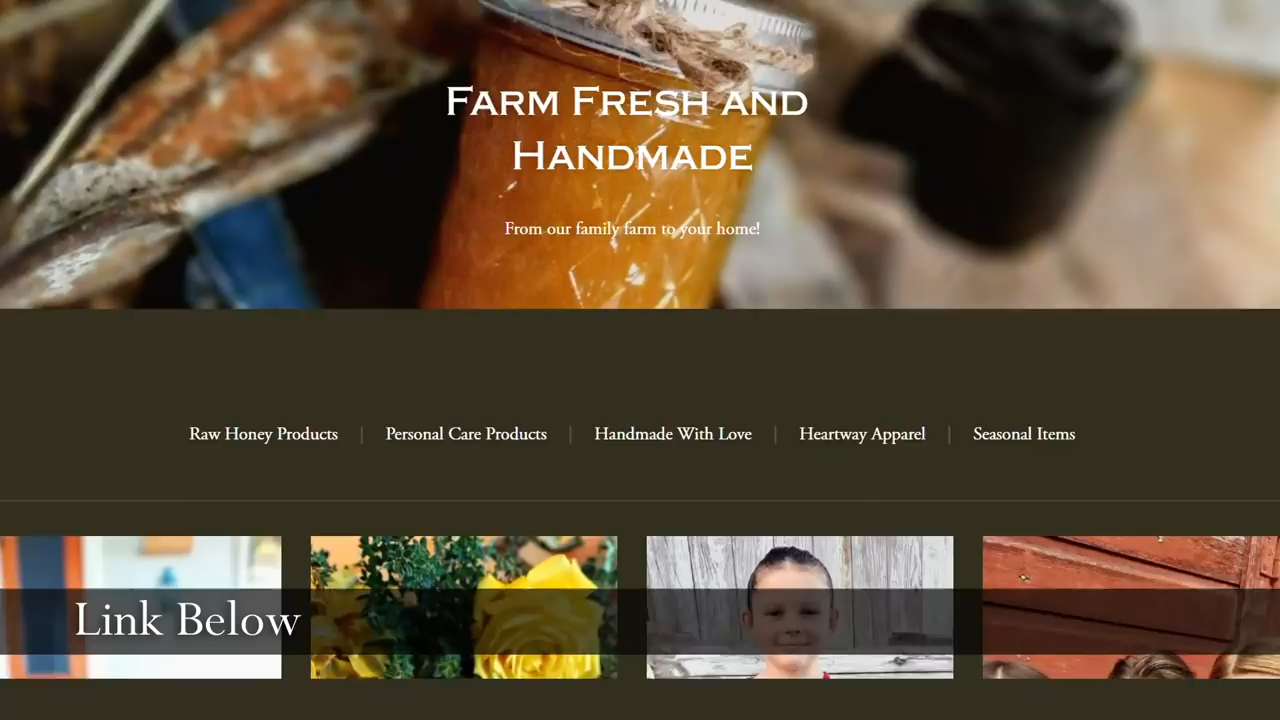 Farm Fresh and
Handmade
From our family farm to your home!
Raw Honey Products | Personal Care Products | Handmade With Love | Heartway Apparel | Seasonal Items
Link Below